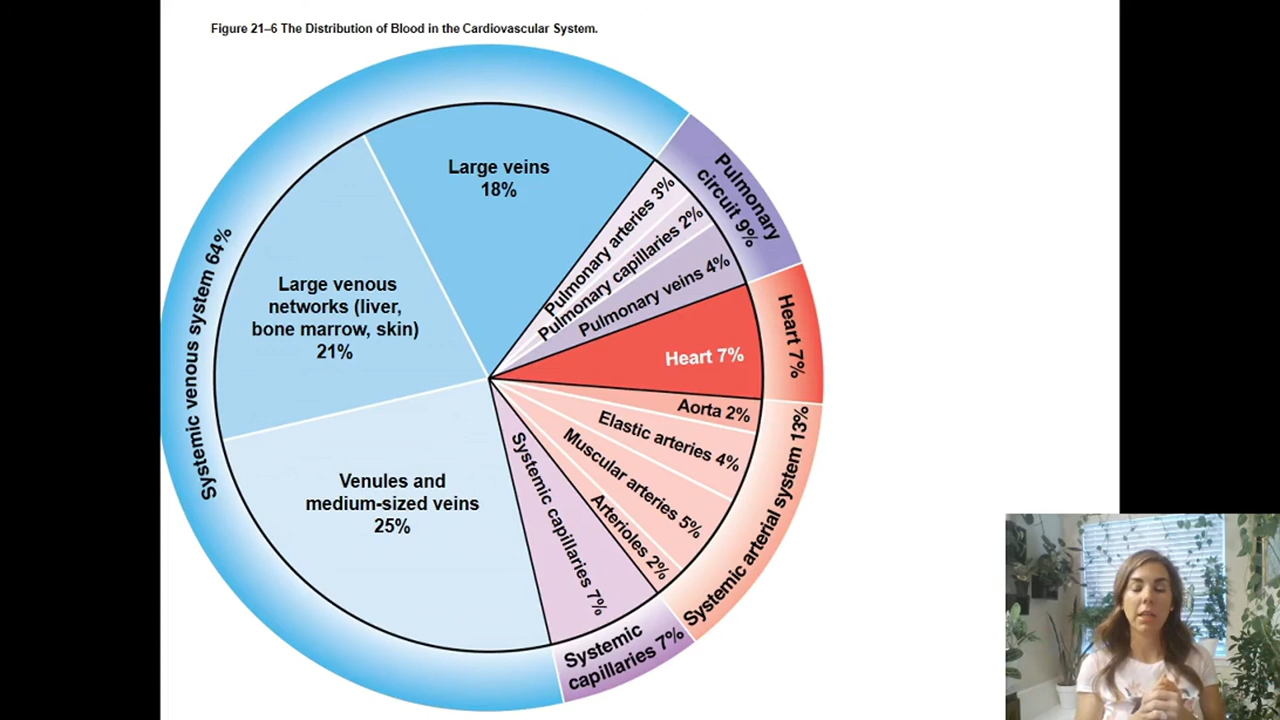 Figure 21–6 The Distribution of Blood in the Cardiovascular System.
Large veins
18%
Pulmonary arteries 3%
Pulmonary capillaries 2%
Pulmonary veins 4%
Pulmonary
circuit 9%
Heart 7%
Heart 7%
Aorta 2%
Elastic arteries 4%
Muscular arteries 5%
Arterioles 2%
Systemic arterial system 13%
Systemic capillaries 7%
Systemic
capillaries 7%
Venules and
medium-sized veins
25%
Large venous
networks (liver,
bone marrow, skin)
21%
Systemic venous system 64%